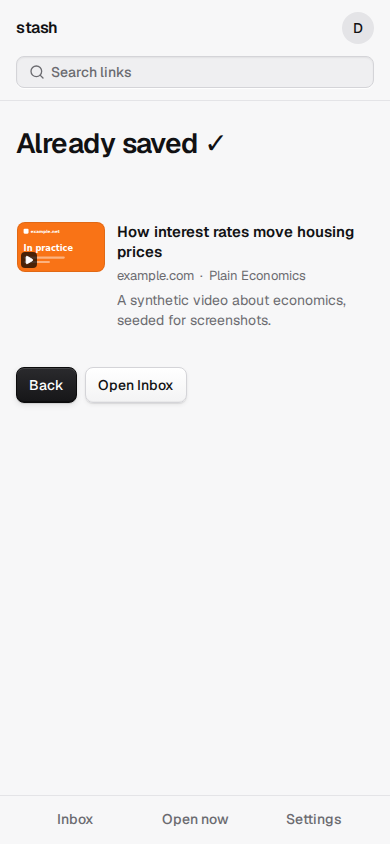 stash
D
Search links
Already saved ✓
example.net
In practice
How interest rates move housing
prices
example.com · Plain Economics
A synthetic video about economics,
seeded for screenshots.
Back
Open Inbox
Inbox
Open now
Settings